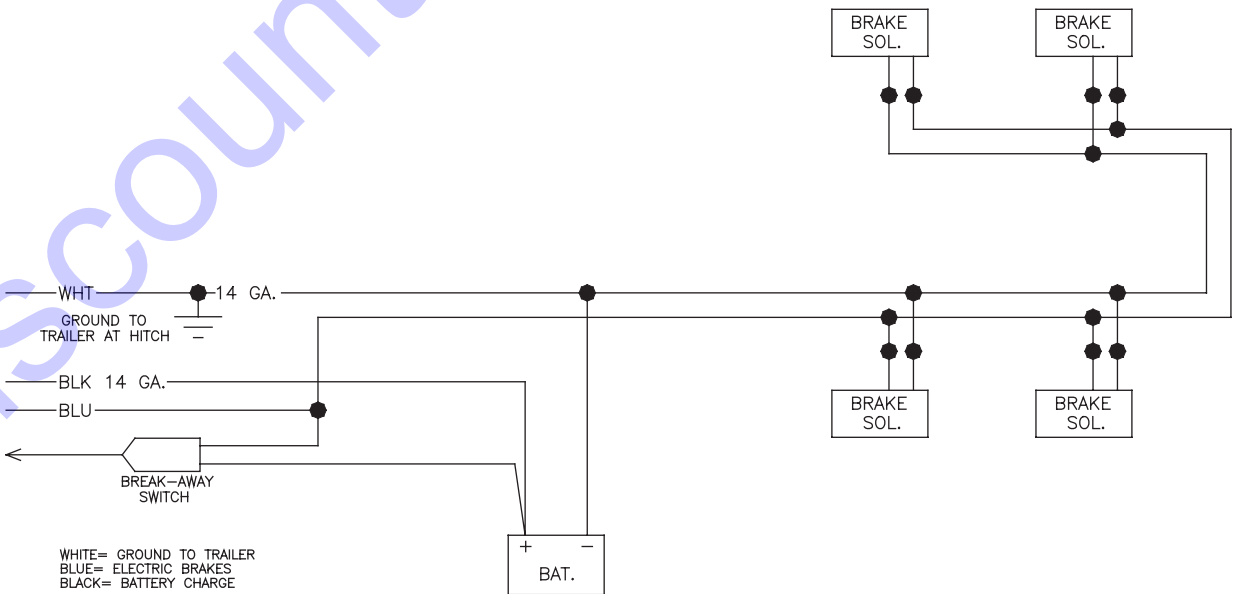 BRAKE
SOL.
BRAKE
SOL.
WHT
14 GA.
GROUND TO
TRAILER AT HITCH
BLK 14 GA.
BLU
BRAKE
SOL.
BRAKE
SOL.
BREAK-AWAY
SWITCH
+ -
BAT.
WHITE= GROUND TO TRAILER
BLUE= ELECTRIC BRAKES
BLACK= BATTERY CHARGE
iscoun